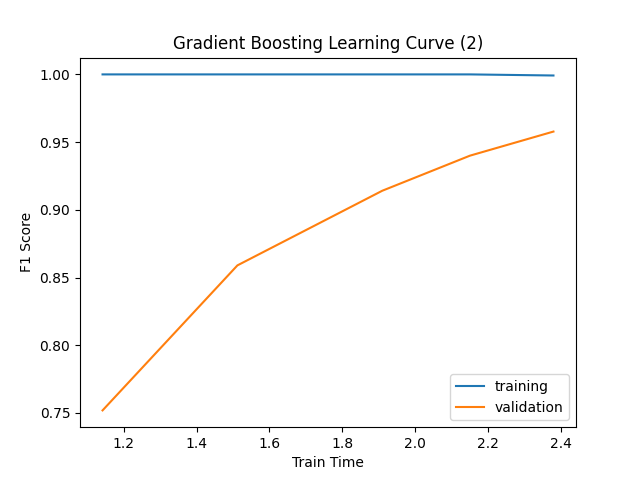 Gradient Boosting Learning Curve (2)
1.00
0.95
0.90
0.85
0.80
0.75
F1 Score
training
validation
1.2
1.4
1.6
1.8
2.0
2.2
2.4
Train Time